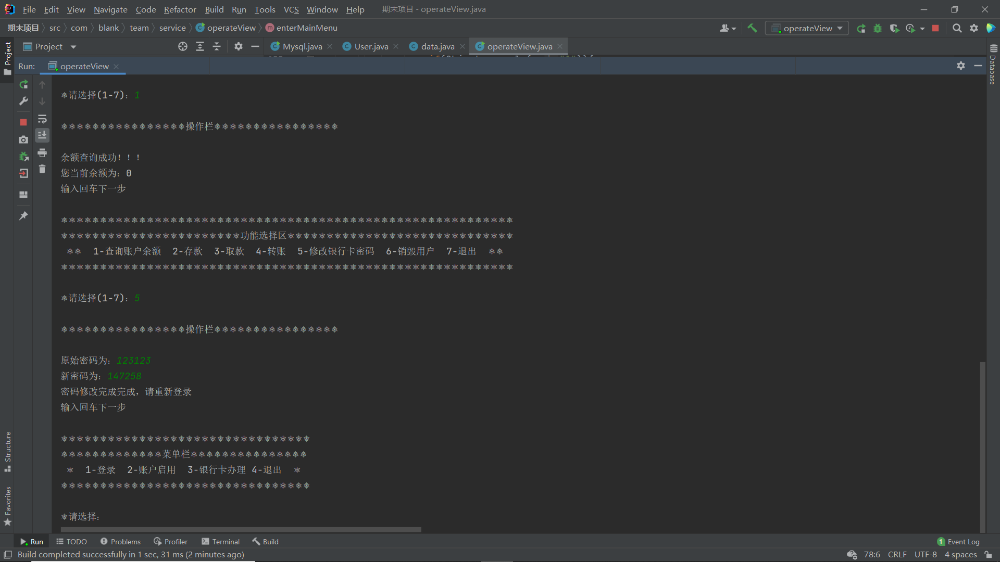 File Edit View Navigate Code Refactor Build Run Tools VCS Window Help 期末项目 - operateView.java
期末项目 src com blank team service operateView enterMainMenu operateView
Project Mysql.java User.java data.java operateView.java
Run: operateView
*请选择(1-7): 1
****************操作栏****************
余额查询成功!!!
您当前余额为: 0
输入回车下一步
**********************************************************
***********************功能选择区*****************************
** 1-查询账户余额 2-存款 3-取款 4-转账 5-修改银行卡密码 6-销毁用户 7-退出 **
**********************************************************
*请选择(1-7): 5
****************操作栏****************
原始密码为: 123123
新密码为: 147258
密码修改完成完成, 请重新登录
输入回车下一步
********************************
*************菜单栏***************
* 1-登录 2-账户启用 3-银行卡办理 4-退出 *
********************************
*请选择:
Project
Structure
Favorites
Database
Run TODO Problems Profiler Terminal Build 1 Event Log
Build completed successfully in 1 sec, 31 ms (2 minutes ago) 78:6 CRLF UTF-8 4 spaces